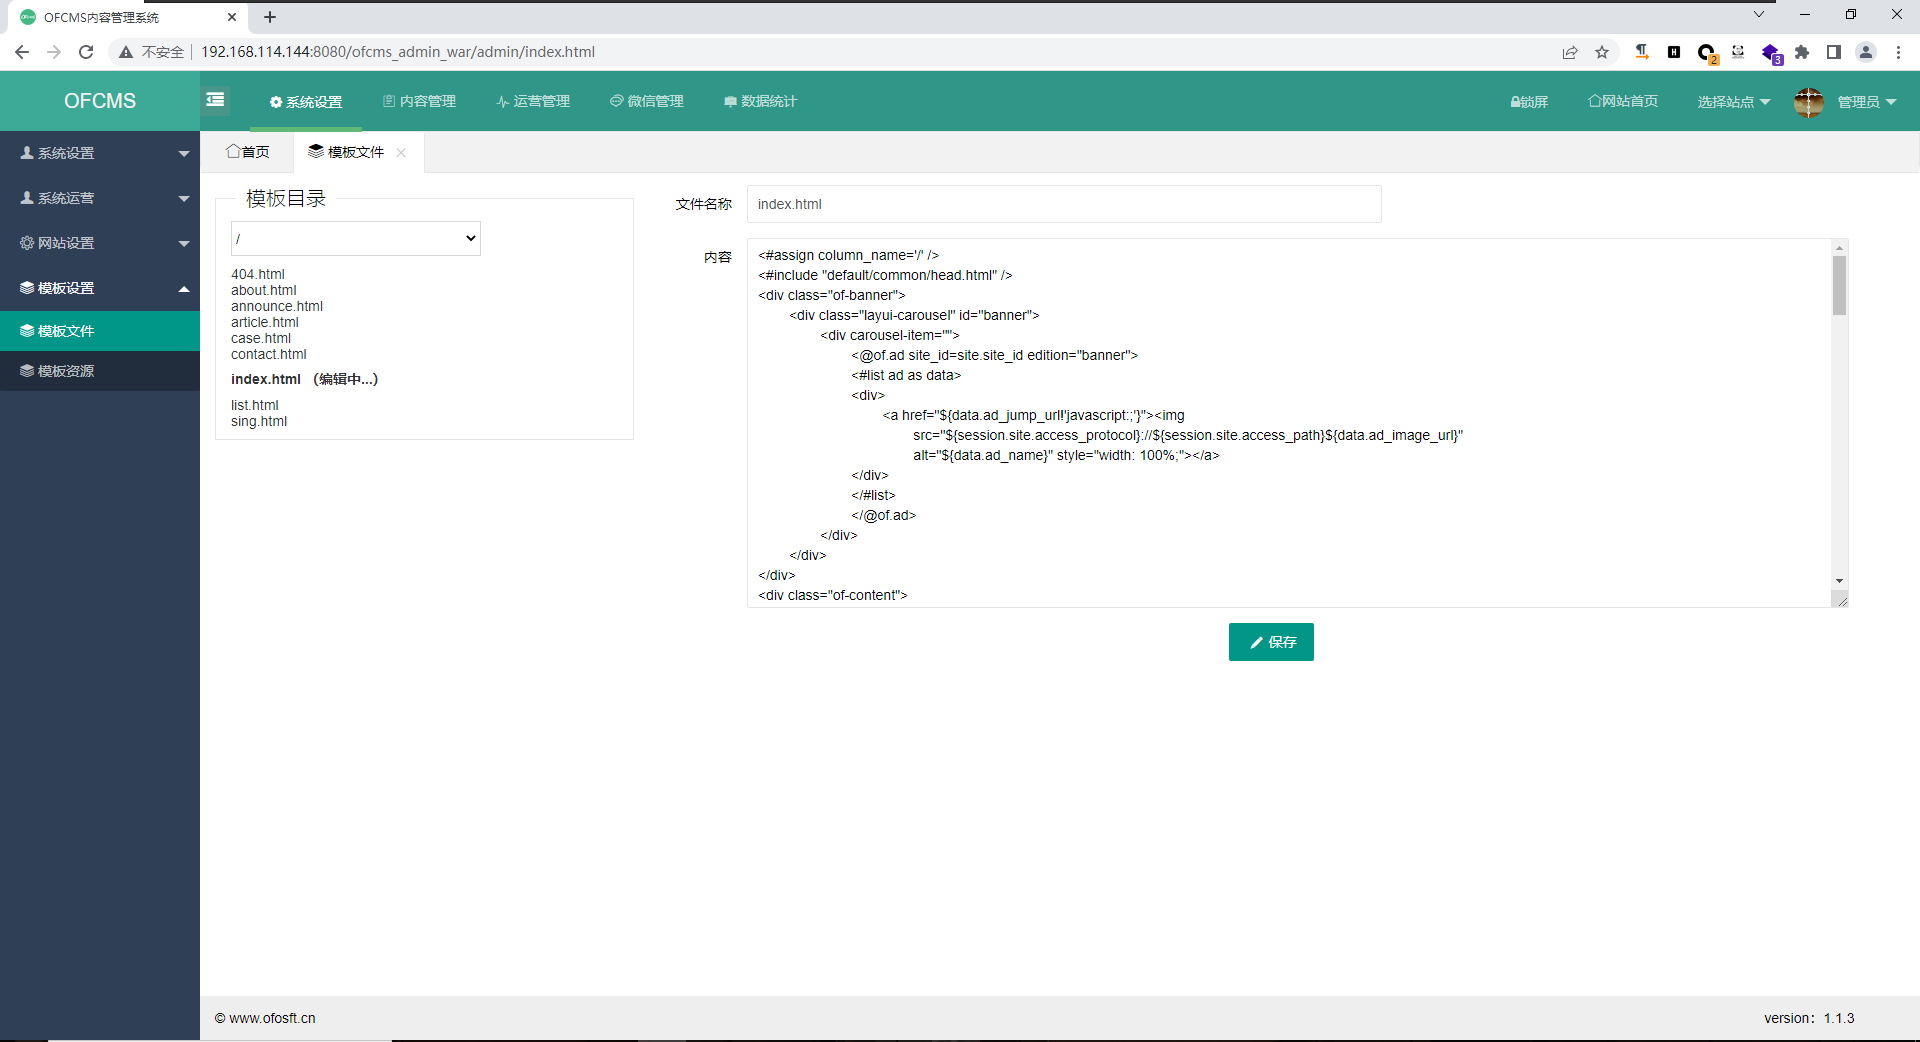 OFCMS内容管理系统
不安全 192.168.114.144:8080/ofcms_admin_war/admin/index.html
2
3
OFCMS
系统设置
内容管理
运营管理
微信管理
数据统计
锁屏
网站首页
选择站点
管理员
系统设置
系统运营
网站设置
模板设置
模板文件
模板资源
首页
模板文件
模板目录
/
404.html
about.html
announce.html
article.html
case.html
contact.html
index.html （编辑中...）
list.html
sing.html
文件名称
index.html
内容
<#assign column_name='/' />
<#include "default/common/head.html" />
<div class="of-banner">
<div class="layui-carousel" id="banner">
<div carousel-item="">
<@of.ad site_id=site.site_id edition="banner">
<#list ad as data>
<div>
<a href="${data.ad_jump_url!'javascript:;'}"><img
src="${session.site.access_protocol}://${session.site.access_path}${data.ad_image_url}"
alt="${data.ad_name}" style="width: 100%;"></a>
</div>
</#list>
</@of.ad>
</div>
</div>
</div>
<div class="of-content">
保存
© www.ofosft.cn
version：1.1.3